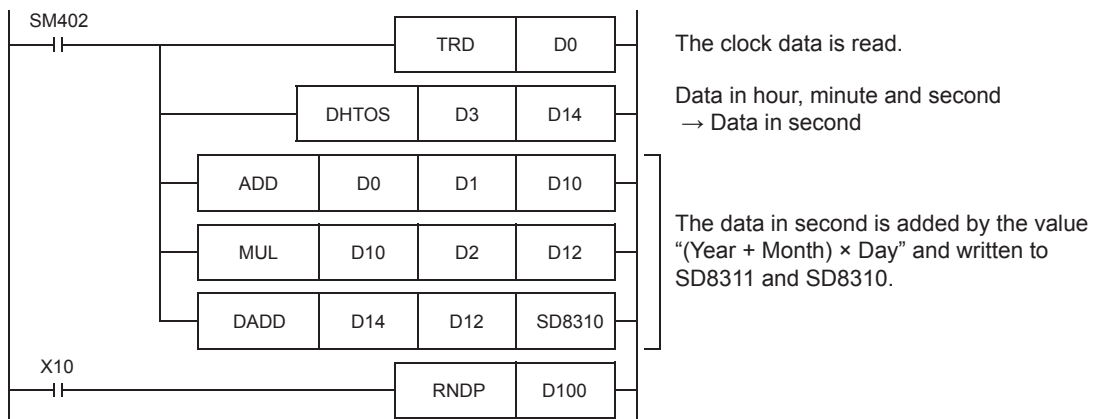 SM402
TRD D0 The clock data is read.
DHTOS D3 D14 Data in hour, minute and second
→ Data in second
ADD D0 D1 D10
MUL D10 D2 D12 The data in second is added by the value
“(Year + Month) × Day” and written to
SD8311 and SD8310.
DADD D14 D12 SD8310
X10
RNDP D100